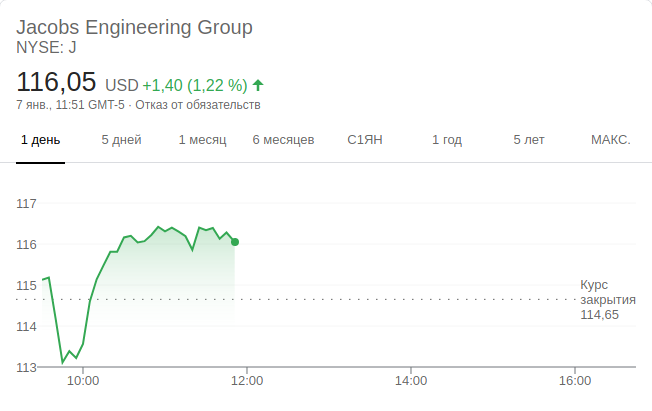 Jacobs Engineering Group
NYSE: J
116,05 USD +1,40 (1,22 %)
7 янв., 11:51 GMT-5 · Отказ от обязательств
1 день 5 дней 1 месяц 6 месяцев С1ЯН 1 год 5 лет МАКС.
117
116
115
114
113
Курс
закрытия
114,65
10:00 12:00 14:00 16:00